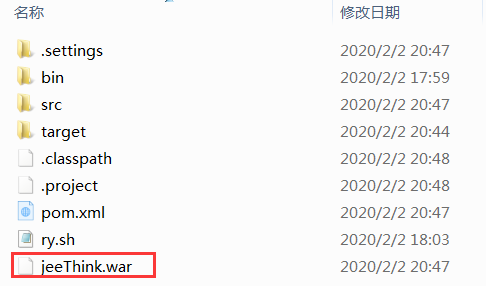 名称 修改日期
.settings 2020/2/2 20:47
bin 2020/2/2 17:59
src 2020/2/2 20:47
target 2020/2/2 20:44
.classpath 2020/2/2 20:48
.project 2020/2/2 20:48
pom.xml 2020/2/2 20:47
ry.sh 2020/2/2 18:03
jeeThink.war 2020/2/2 20:47